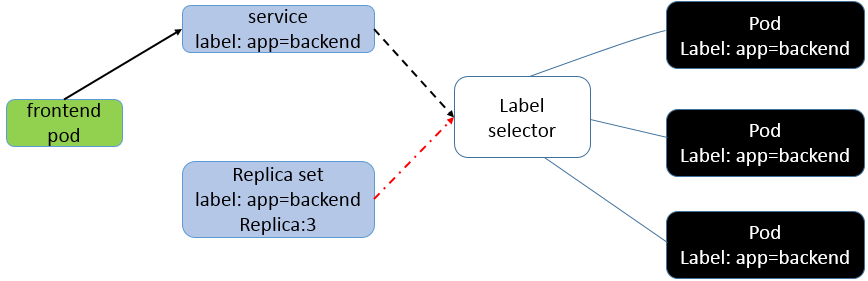 service
label: app=backend
frontend
pod
Replica set
label: app=backend
Replica:3
Label
selector
Pod
Label: app=backend
Pod
Label: app=backend
Pod
Label: app=backend